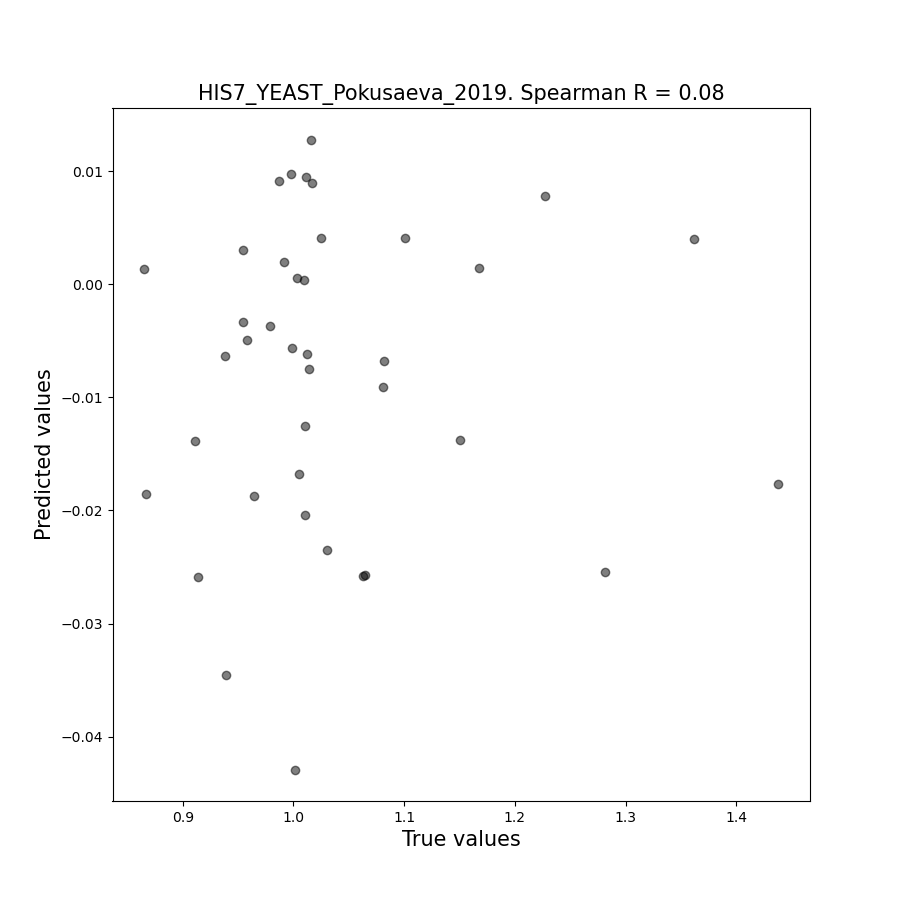 HIS7_YEAST_Pokusaeva_2019. Spearman R = 0.08
0.01
0.00
−0.01
−0.02
−0.03
−0.04
Predicted values
0.9 1.0 1.1 1.2 1.3 1.4
True values